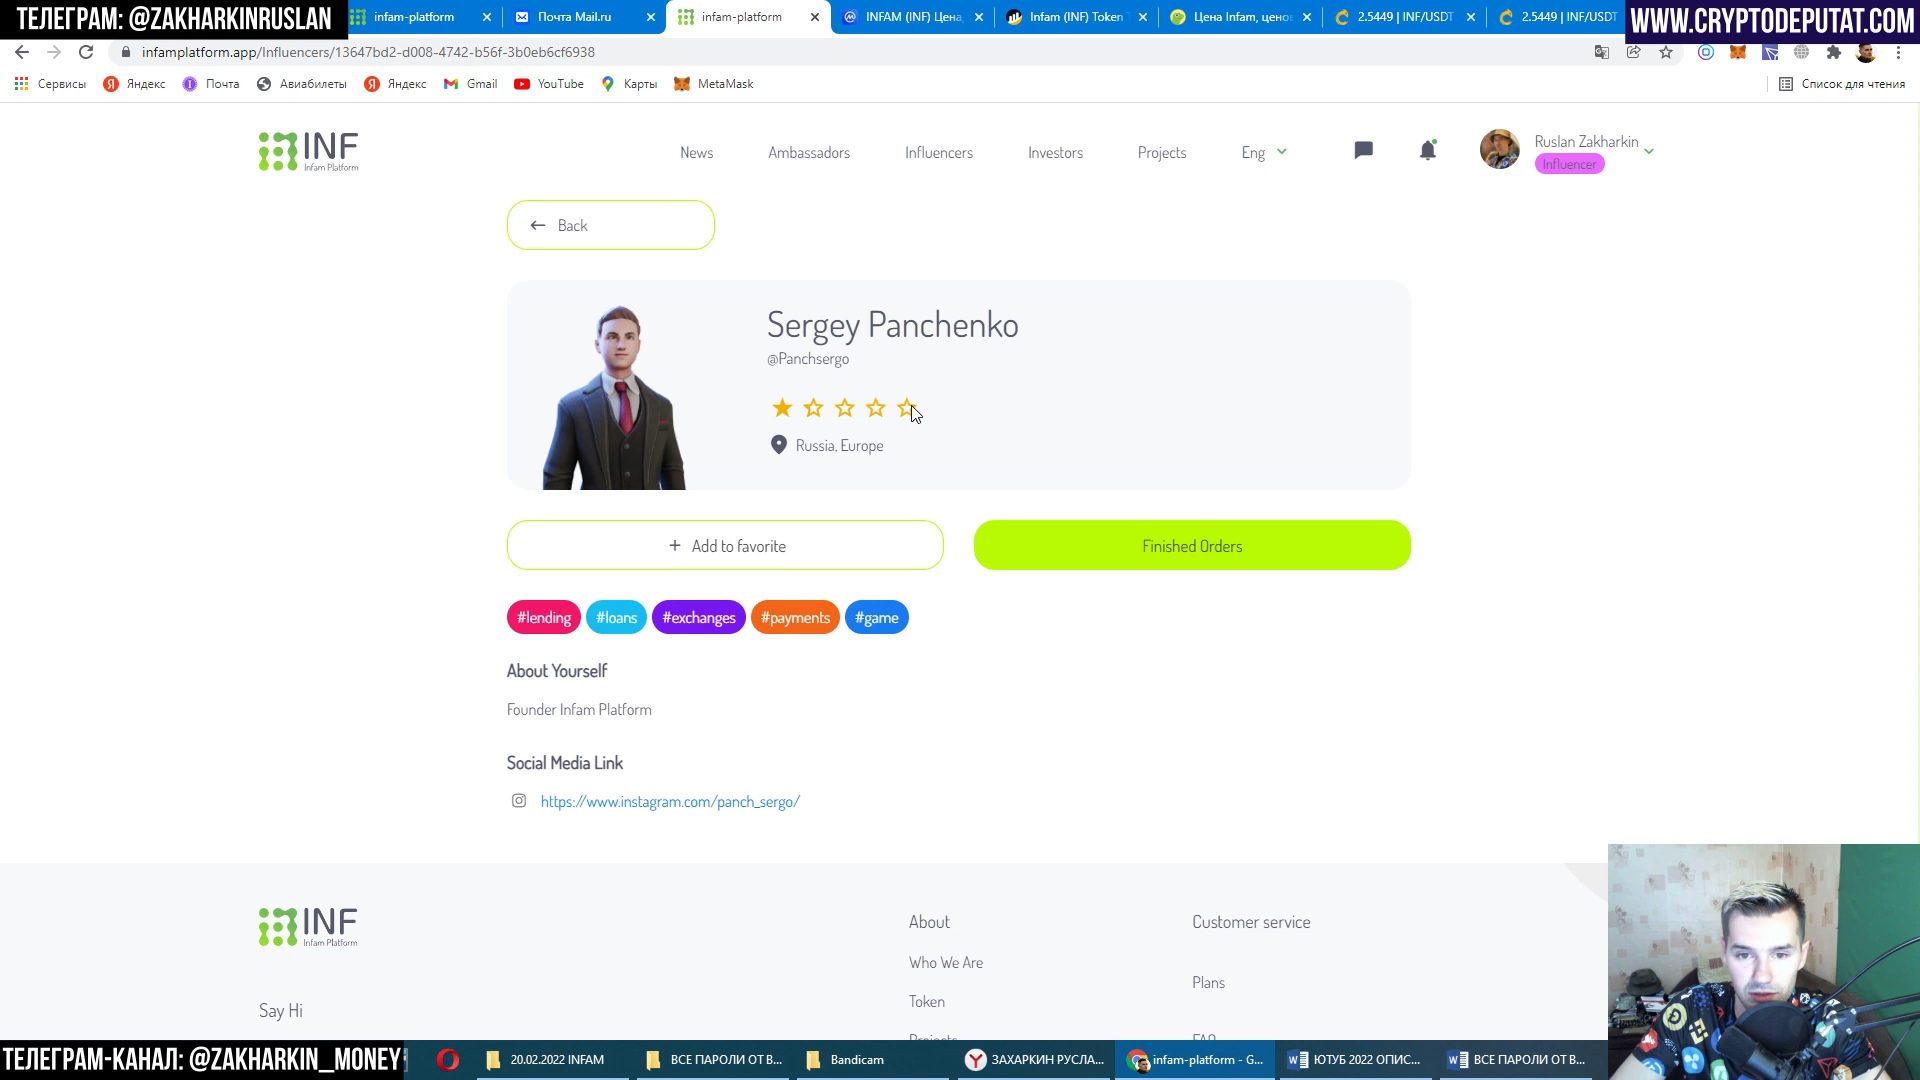 ТЕЛЕГРАМ: @ZAKHARKINRUSLAN
infam-platform
Почта Mail.ru
infam-platform
INFAM (INF) Цена,
Infam (INF) Token
Цена Infam, цено
2.5449 | INF/USDT
2.5449 | INF/USDT
WWW.CRYPTODEPUTAT.COM
infamplatform.app/Influencers/13647bd2-d008-4742-b56f-3b0eb6cf6938
Сервисы
Яндекс
Почта
Авиабилеты
Яндекс
Gmail
YouTube
Карты
MetaMask
Список для чтения
INF
Infam Platform
News
Ambassadors
Influencers
Investors
Projects
Eng
Ruslan Zakharkin
Influencer
Back
Sergey Panchenko
@Panchsergo
Russia, Europe
+ Add to favorite
Finished Orders
#lending
#loans
#exchanges
#payments
#game
About Yourself
Founder Infam Platform
Social Media Link
https://www.instagram.com/panch_sergo/
INF
Infam Platform
About
Customer service
Who We Are
Plans
Token
Say Hi
Projects
FAQ
ТЕЛЕГРАМ-КАНАЛ: @ZAKHARKIN_MONEY
20.02.2022 INFAM
ВСЕ ПАРОЛИ ОТ В...
Bandicam
ЗАХАРКИН РУСЛА...
infam-platform - G...
ЮТУБ 2022 ОПИС...
ВСЕ ПАРОЛИ ОТ В...